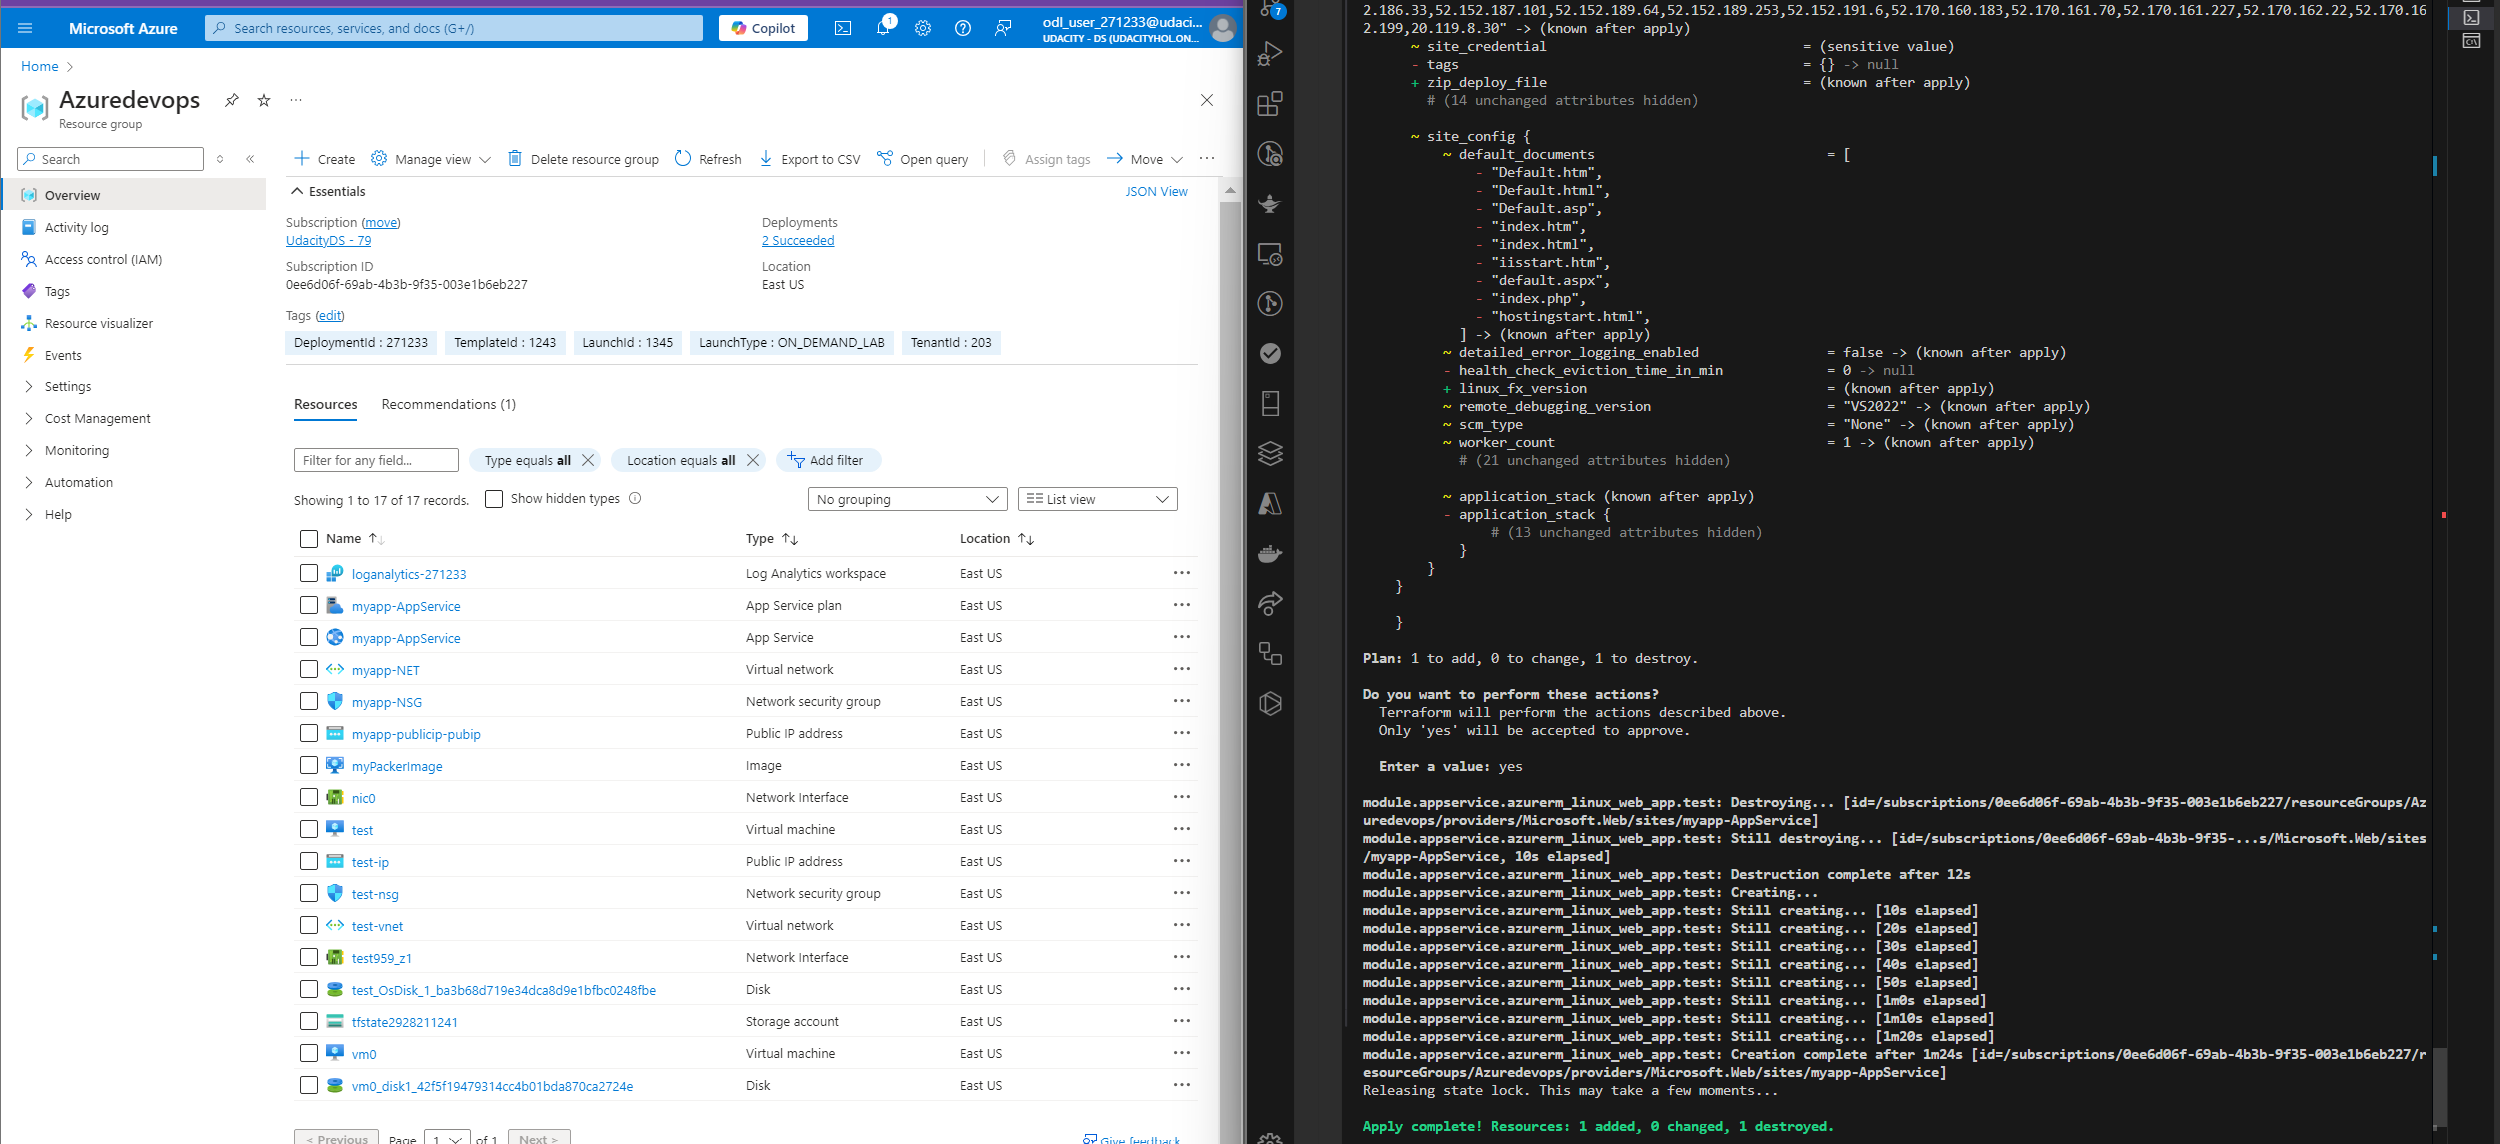 Microsoft Azure
Search resources, services, and docs (G+/)
Copilot
1
odl_user_271233@udaci...
UDACITY - DS (UDACITYHOL.ON...
Home
Azuredevops
Resource group
Search
Overview
Activity log
Access control (IAM)
Tags
Resource visualizer
Events
Settings
Cost Management
Monitoring
Automation
Help
Create
Manage view
Delete resource group
Refresh
Export to CSV
Open query
Assign tags
Move
Essentials
JSON View
Subscription (move)
UdacityDS - 79
Subscription ID
0ee6d06f-69ab-4b3b-9f35-003e1b6eb227
Deployments
2 Succeeded
Location
East US
Tags (edit)
DeploymentId : 271233
TemplateId : 1243
LaunchId : 1345
LaunchType : ON_DEMAND_LAB
TenantId : 203
Resources
Recommendations (1)
Filter for any field...
Type equals all
Location equals all
Add filter
Showing 1 to 17 of 17 records.
Show hidden types
No grouping
List view
Name Type Location
loganalytics-271233 Log Analytics workspace East US
myapp-AppService App Service plan East US
myapp-AppService App Service East US
myapp-NET Virtual network East US
myapp-NSG Network security group East US
myapp-publicip-pubip Public IP address East US
myPackerImage Image East US
nic0 Network Interface East US
test Virtual machine East US
test-ip Public IP address East US
test-nsg Network security group East US
test-vnet Virtual network East US
test959_z1 Network Interface East US
test_OsDisk_1_ba3b68d719e34dca8d9e1bfbc0248fbe Disk East US
tfstate2928211241 Storage account East US
vm0 Virtual machine East US
vm0_disk1_42f5f19479314cc4b01bda870ca2724e Disk East US
< Previous Page 1 of 1 Next >
Give feedback
7
2.186.33,52.152.187.101,52.152.189.64,52.152.189.253,52.152.191.6,52.170.160.183,52.170.161.70,52.170.161.227,52.170.162.22,52.170.16
2.199,20.119.8.30" -> (known after apply)
~ site_credential = (sensitive value)
- tags = {} -> null
+ zip_deploy_file = (known after apply)
# (14 unchanged attributes hidden)
~ site_config {
~ default_documents = [
- "Default.htm",
- "Default.html",
- "Default.asp",
- "index.htm",
- "index.html",
- "iisstart.htm",
- "default.aspx",
- "index.php",
- "hostingstart.html",
] -> (known after apply)
~ detailed_error_logging_enabled = false -> (known after apply)
- health_check_eviction_time_in_min = 0 -> null
+ linux_fx_version = (known after apply)
~ remote_debugging_version = "VS2022" -> (known after apply)
~ scm_type = "None" -> (known after apply)
~ worker_count = 1 -> (known after apply)
# (21 unchanged attributes hidden)
~ application_stack (known after apply)
- application_stack {
# (13 unchanged attributes hidden)
}
}
}
}
Plan: 1 to add, 0 to change, 1 to destroy.
Do you want to perform these actions?
Terraform will perform the actions described above.
Only 'yes' will be accepted to approve.
Enter a value: yes
module.appservice.azurerm_linux_web_app.test: Destroying... [id=/subscriptions/0ee6d06f-69ab-4b3b-9f35-003e1b6eb227/resourceGroups/Az
uredevops/providers/Microsoft.Web/sites/myapp-AppService]
module.appservice.azurerm_linux_web_app.test: Still destroying... [id=/subscriptions/0ee6d06f-69ab-4b3b-9f35-...s/Microsoft.Web/sites
/myapp-AppService, 10s elapsed]
module.appservice.azurerm_linux_web_app.test: Destruction complete after 12s
module.appservice.azurerm_linux_web_app.test: Creating...
module.appservice.azurerm_linux_web_app.test: Still creating... [10s elapsed]
module.appservice.azurerm_linux_web_app.test: Still creating... [20s elapsed]
module.appservice.azurerm_linux_web_app.test: Still creating... [30s elapsed]
module.appservice.azurerm_linux_web_app.test: Still creating... [40s elapsed]
module.appservice.azurerm_linux_web_app.test: Still creating... [50s elapsed]
module.appservice.azurerm_linux_web_app.test: Still creating... [1m0s elapsed]
module.appservice.azurerm_linux_web_app.test: Still creating... [1m10s elapsed]
module.appservice.azurerm_linux_web_app.test: Still creating... [1m20s elapsed]
module.appservice.azurerm_linux_web_app.test: Creation complete after 1m24s [id=/subscriptions/0ee6d06f-69ab-4b3b-9f35-003e1b6eb227/r
esourceGroups/Azuredevops/providers/Microsoft.Web/sites/myapp-AppService]
Releasing state lock. This may take a few moments...
Apply complete! Resources: 1 added, 0 changed, 1 destroyed.